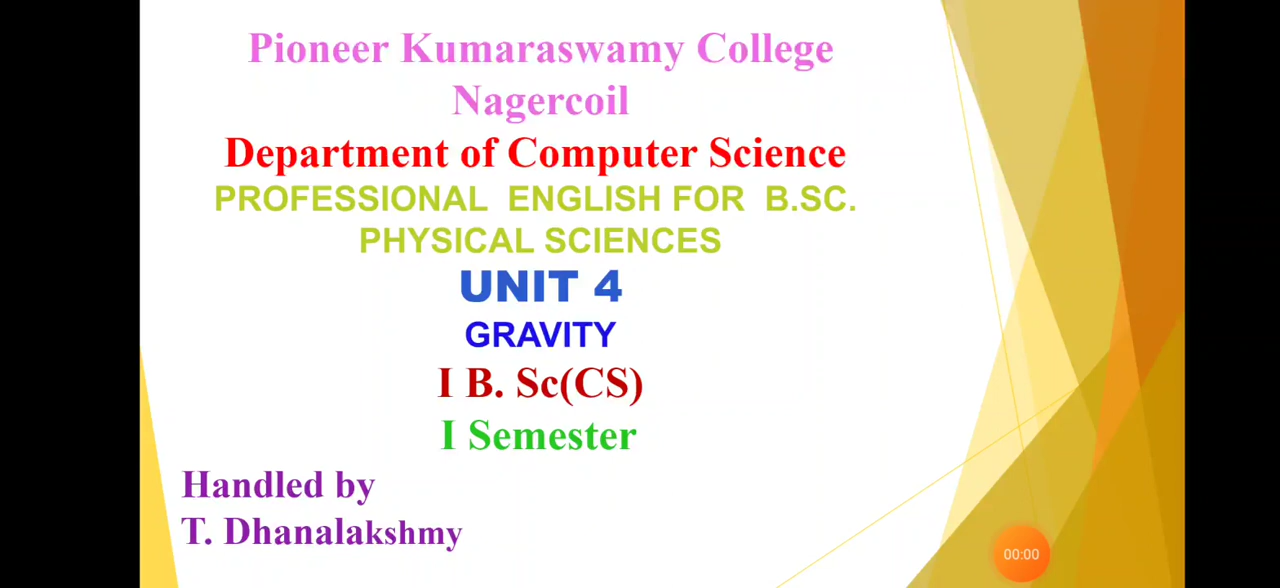 Pioneer Kumaraswamy College
Nagercoil
Department of Computer Science
PROFESSIONAL ENGLISH FOR B.SC.
PHYSICAL SCIENCES
UNIT 4
GRAVITY
I B. Sc(CS)
I Semester
Handled by
T. Dhanalakshmy
00:00